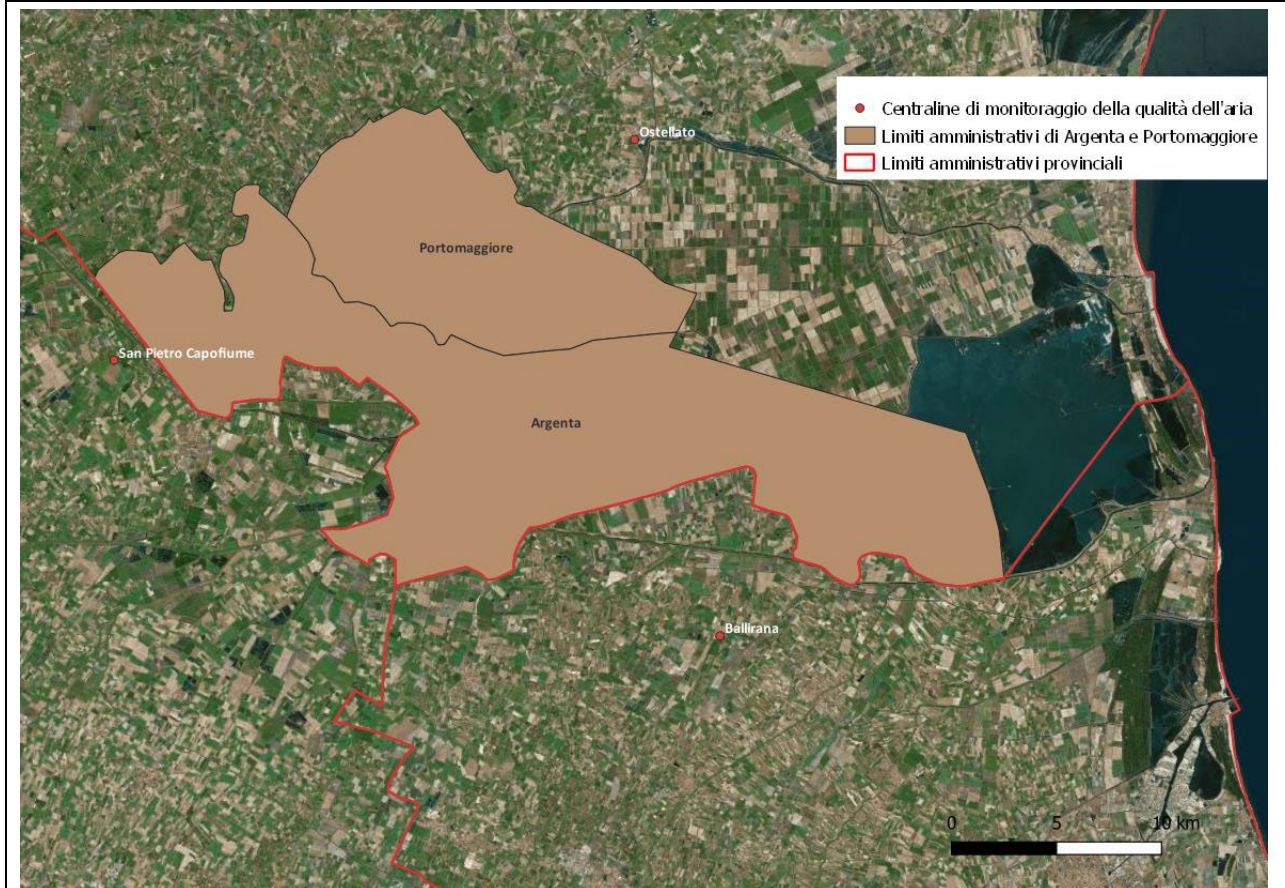 Centraline di monitoraggio della qualità dell'aria
Limiti amministrativi di Argenta e Portomaggiore
Limiti amministrativi provinciali
Ostellato
Portomaggiore
San Pietro Capofiume
Argenta
Ballirana
0 5 10 km